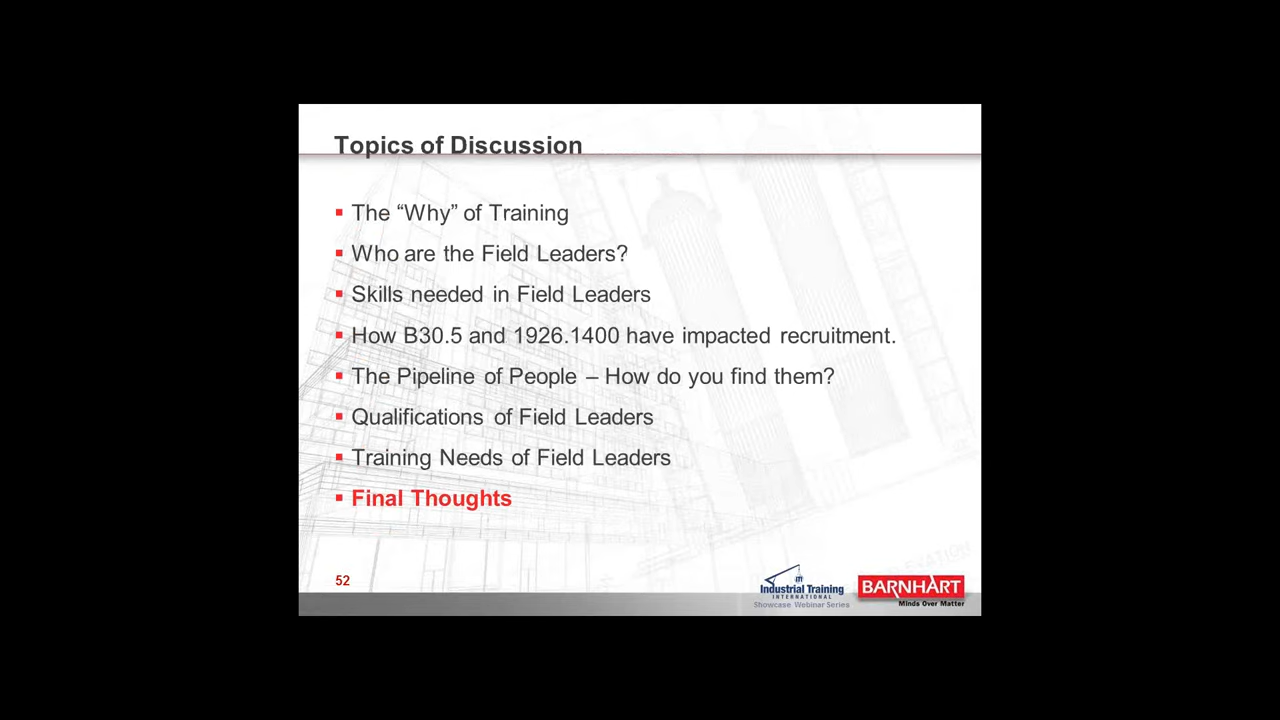 Topics of Discussion
▪ The “Why” of Training
▪ Who are the Field Leaders?
▪ Skills needed in Field Leaders
▪ How B30.5 and 1926.1400 have impacted recruitment.
▪ The Pipeline of People – How do you find them?
▪ Qualifications of Field Leaders
▪ Training Needs of Field Leaders
▪ Final Thoughts
52
iti
Industrial Training
INTERNATIONAL
Showcase Webinar Series
BARNHART
Minds Over Matter